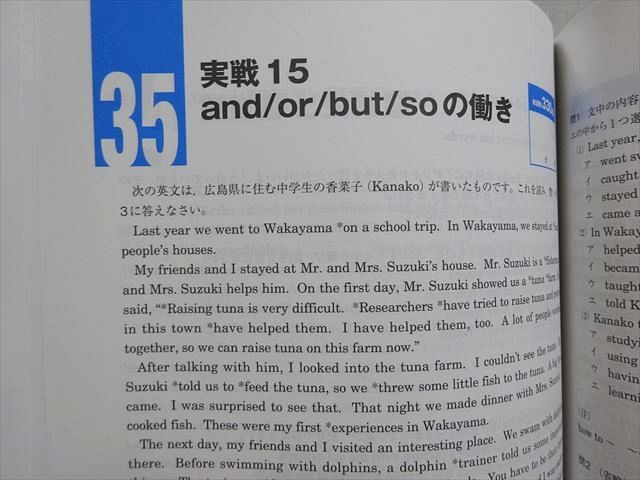 35
実戦 15
and/or/but/so の働き
330
次の英文は，広島県に住む中学生の香菜子（Kanako）が書いたものです。これを読み，
3に答えなさい。
Last year we went to Wakayama *on a school trip. In Wakayama, we stayed at
people's houses.
My friends and I stayed at Mr. and Mrs. Suzuki's house. Mr. Suzuki is a
and Mrs. Suzuki helps him. On the first day, Mr. Suzuki showed us a *tuna
said, "*Raising tuna is very difficult. *Researchers *have tried to raise tuna and
in this town *have helped them. I have helped them, too. A lot of people
together, so we can raise tuna on this farm now."
After talking with him, I looked into the tuna farm. I couldn't see the tuna.
Suzuki *told us to *feed the tuna, so we *threw some little fish to the tuna. A
came. I was surprised to see that. That night we made dinner with Mrs.
cooked fish. These were my first *experiences in Wakayama.
The next day, my friends and I visited an interesting place. We swam with
there. Before swimming with dolphins, a dolphin *trainer told us some
問1 文中の内容
エの中から1つ選
(1) Last year,
ア went
イ caught
ウ stayed
エ came a
(2) In Wakay
ア helped
イ becam
ウ taugh
エ told K
(3) Kanako
ア study
イ using
ウ havin
エ learni
(注)
how to ～
問2